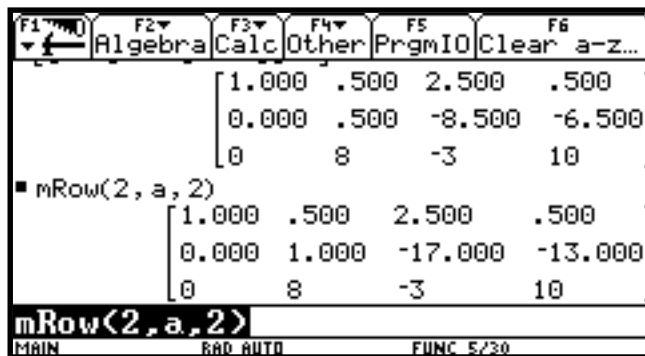 F1 F2 F3 F4 F5 F6
Algebra Calc Other PrgmIO Clear a-z…
1.000 .500 2.500 .500
0.000 .500 -8.500 -6.500
0 8 -3 10
mRow(2,a,2)
1.000 .500 2.500 .500
0.000 1.000 -17.000 -13.000
0 8 -3 10
mRow(2,a,2)
MAIN RAD AUTO FUNC 5/30